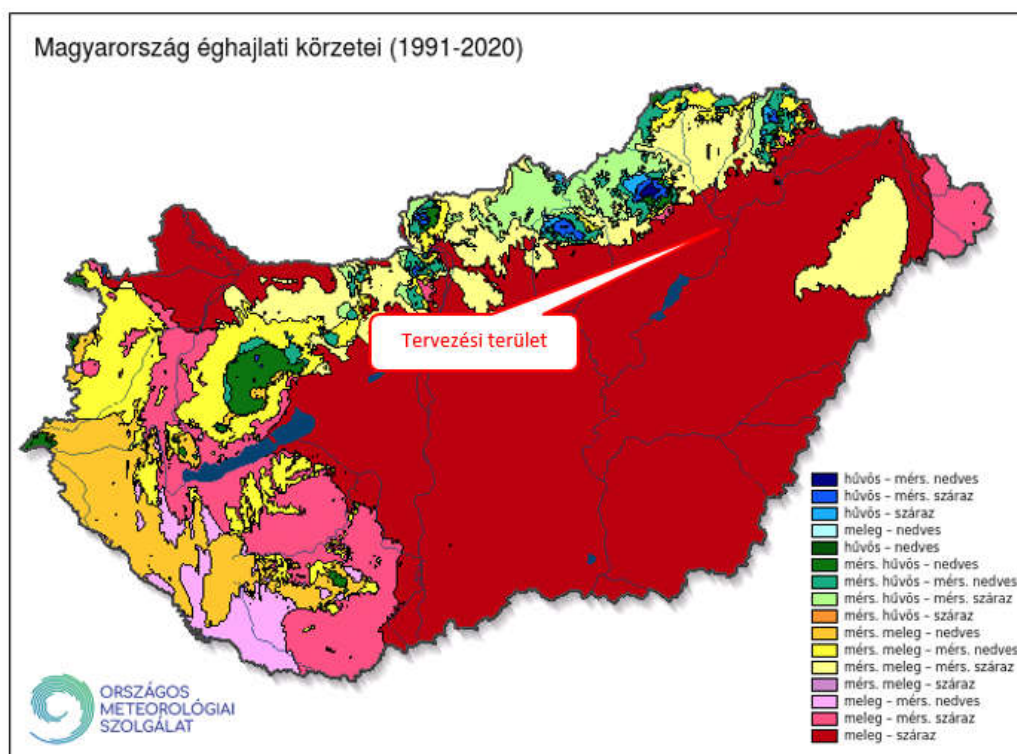 Magyarország éghajlati körzetei (1991-2020)
Tervezési terület
hűvös – mérs. nedves
hűvös – mérs. száraz
hűvös – száraz
meleg – nedves
hűvös – nedves
mérs. hűvös – nedves
mérs. hűvös – mérs. nedves
mérs. hűvös – mérs. száraz
mérs. hűvös – száraz
mérs. meleg – nedves
mérs. meleg – mérs. nedves
mérs. meleg – mérs. száraz
mérs. meleg – száraz
meleg – mérs. nedves
meleg – mérs. száraz
meleg – száraz
ORSZÁGOS
METEOROLÓGIAI
SZOLGÁLAT